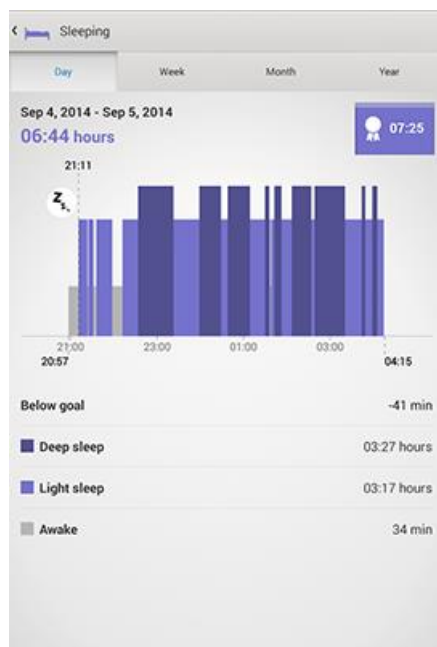 Sleeping
Day Week Month Year
Sep 4, 2014 - Sep 5, 2014
06:44 hours
07:25
21:11
Z z
21:00 23:00 01:00 03:00
20:57 04:15
Below goal -41 min
Deep sleep 03:27 hours
Light sleep 03:17 hours
Awake 34 min